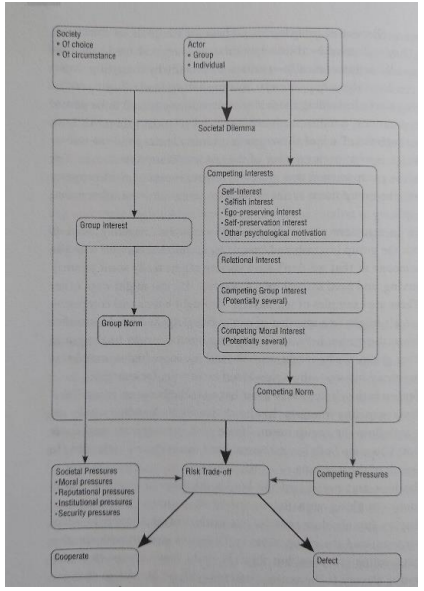 Society
• Of choice
• Of circumstance
Actor
• Group
• Individual
Societal Dilemma
Competing Interests
Self-Interest
• Selfish interest
• Ego-preserving interest
• Self-preservation interest
• Other psychological motivation
Group Interest
Relational Interest
Competing Group Interest
(Potentially several)
Group Norm
Competing Moral Interest
(Potentially several)
Competing Norm
Societal Pressures
• Moral pressures
• Reputational pressures
• Institutional pressures
• Security pressures
Risk Trade-off
Competing Pressures
Cooperate
Defect